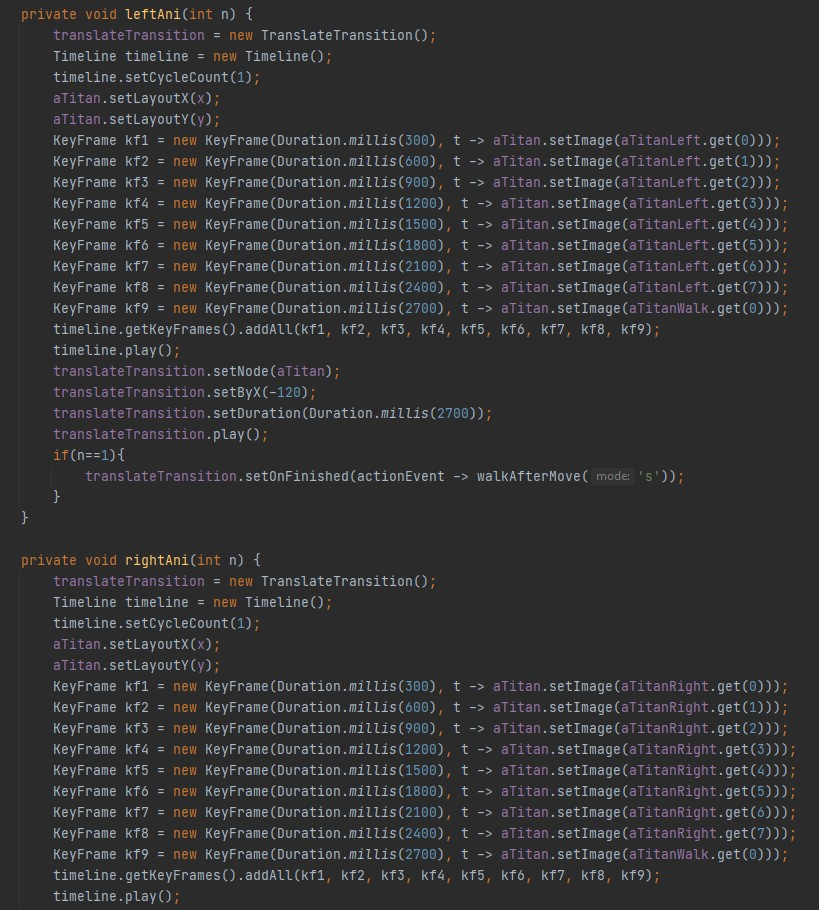 private void leftAni(int n) {
    translateTransition = new TranslateTransition();
    Timeline timeline = new Timeline();
    timeline.setCycleCount(1);
    aTitan.setLayoutX(x);
    aTitan.setLayoutY(y);
    KeyFrame kf1 = new KeyFrame(Duration.millis(300), t -> aTitan.setImage(aTitanLeft.get(0)));
    KeyFrame kf2 = new KeyFrame(Duration.millis(600), t -> aTitan.setImage(aTitanLeft.get(1)));
    KeyFrame kf3 = new KeyFrame(Duration.millis(900), t -> aTitan.setImage(aTitanLeft.get(2)));
    KeyFrame kf4 = new KeyFrame(Duration.millis(1200), t -> aTitan.setImage(aTitanLeft.get(3)));
    KeyFrame kf5 = new KeyFrame(Duration.millis(1500), t -> aTitan.setImage(aTitanLeft.get(4)));
    KeyFrame kf6 = new KeyFrame(Duration.millis(1800), t -> aTitan.setImage(aTitanLeft.get(5)));
    KeyFrame kf7 = new KeyFrame(Duration.millis(2100), t -> aTitan.setImage(aTitanLeft.get(6)));
    KeyFrame kf8 = new KeyFrame(Duration.millis(2400), t -> aTitan.setImage(aTitanLeft.get(7)));
    KeyFrame kf9 = new KeyFrame(Duration.millis(2700), t -> aTitan.setImage(aTitanWalk.get(0)));
    timeline.getKeyFrames().addAll(kf1, kf2, kf3, kf4, kf5, kf6, kf7, kf8, kf9);
    timeline.play();
    translateTransition.setNode(aTitan);
    translateTransition.setByX(-120);
    translateTransition.setDuration(Duration.millis(2700));
    translateTransition.play();
    if(n==1){
        translateTransition.setOnFinished(actionEvent -> walkAfterMove( mode: 's'));
    }
}

private void rightAni(int n) {
    translateTransition = new TranslateTransition();
    Timeline timeline = new Timeline();
    timeline.setCycleCount(1);
    aTitan.setLayoutX(x);
    aTitan.setLayoutY(y);
    KeyFrame kf1 = new KeyFrame(Duration.millis(300), t -> aTitan.setImage(aTitanRight.get(0)));
    KeyFrame kf2 = new KeyFrame(Duration.millis(600), t -> aTitan.setImage(aTitanRight.get(1)));
    KeyFrame kf3 = new KeyFrame(Duration.millis(900), t -> aTitan.setImage(aTitanRight.get(2)));
    KeyFrame kf4 = new KeyFrame(Duration.millis(1200), t -> aTitan.setImage(aTitanRight.get(3)));
    KeyFrame kf5 = new KeyFrame(Duration.millis(1500), t -> aTitan.setImage(aTitanRight.get(4)));
    KeyFrame kf6 = new KeyFrame(Duration.millis(1800), t -> aTitan.setImage(aTitanRight.get(5)));
    KeyFrame kf7 = new KeyFrame(Duration.millis(2100), t -> aTitan.setImage(aTitanRight.get(6)));
    KeyFrame kf8 = new KeyFrame(Duration.millis(2400), t -> aTitan.setImage(aTitanRight.get(7)));
    KeyFrame kf9 = new KeyFrame(Duration.millis(2700), t -> aTitan.setImage(aTitanWalk.get(0)));
    timeline.getKeyFrames().addAll(kf1, kf2, kf3, kf4, kf5, kf6, kf7, kf8, kf9);
    timeline.play();